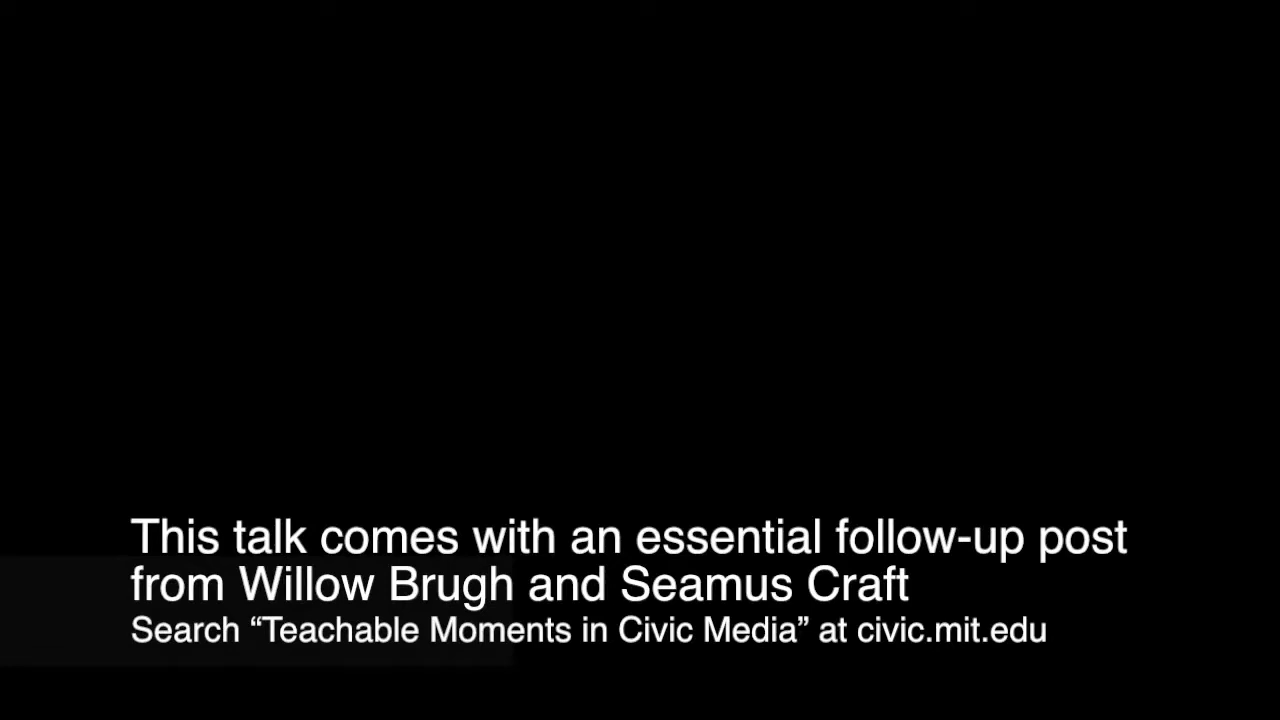 This talk comes with an essential follow-up post
from Willow Brugh and Seamus Craft
Search “Teachable Moments in Civic Media” at civic.mit.edu